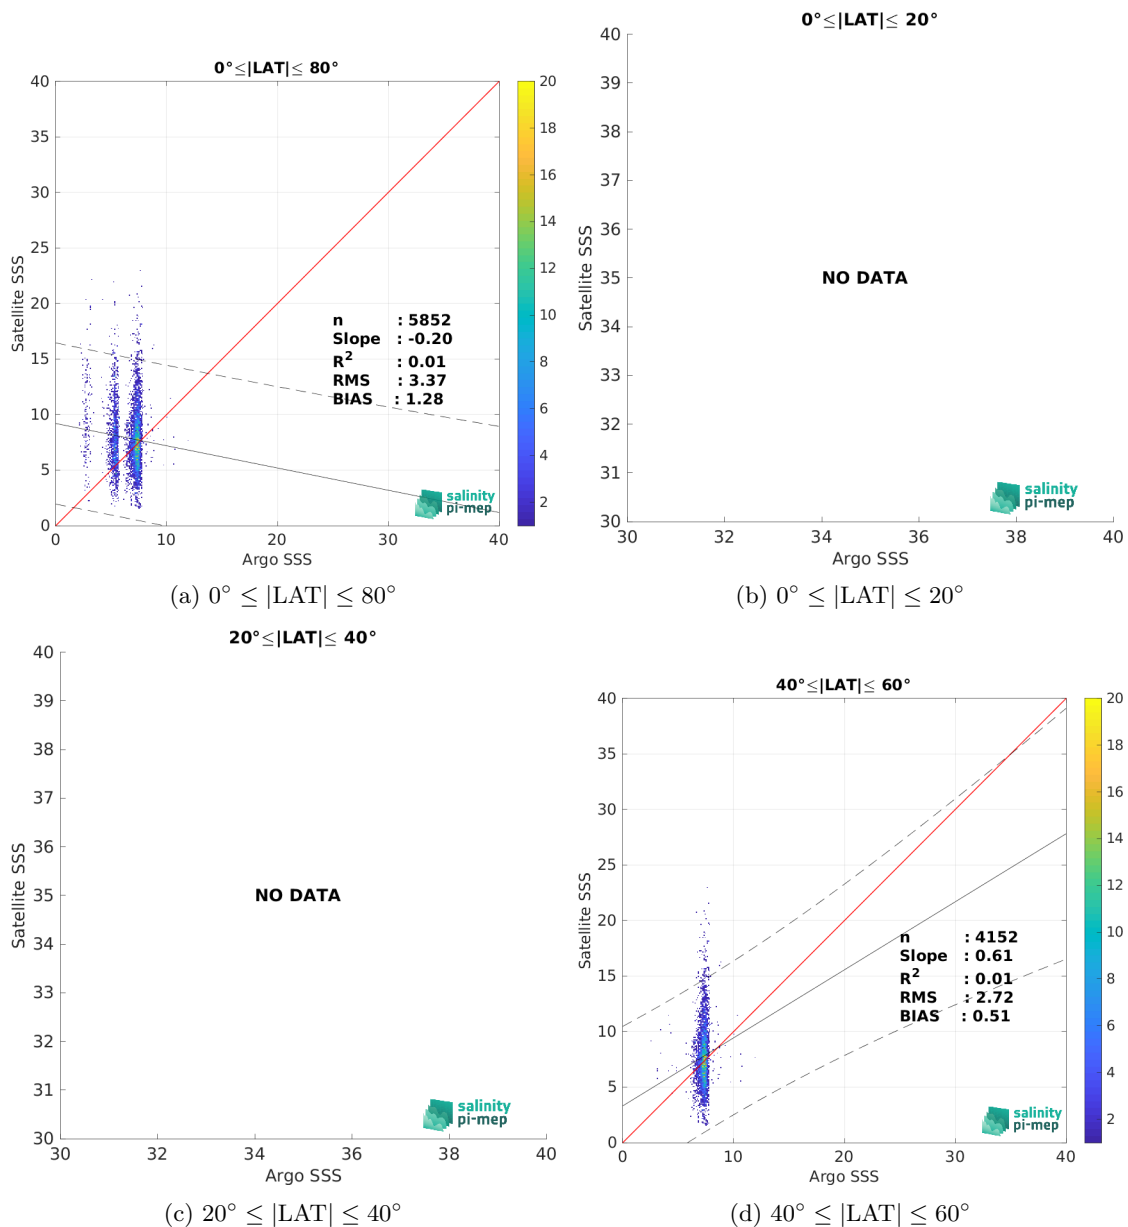 0°≤|LAT|≤ 80°
40
35
30
25
20
15
10
5
0
Satellite SSS
0
10
20
30
40
Argo SSS
20
18
16
14
12
10
8
6
4
2
n : 5852
Slope : -0.20
R² : 0.01
RMS : 3.37
BIAS : 1.28
salinity
pi-mep
(a) 0° ≤ |LAT| ≤ 80°
0°≤|LAT|≤ 20°
40
39
38
37
36
35
34
33
32
31
30
Satellite SSS
NO DATA
30
32
34
36
38
40
Argo SSS
salinity
pi-mep
(b) 0° ≤ |LAT| ≤ 20°
20°≤|LAT|≤ 40°
40
39
38
37
36
35
34
33
32
31
30
Satellite SSS
NO DATA
30
32
34
36
38
40
Argo SSS
salinity
pi-mep
(c) 20° ≤ |LAT| ≤ 40°
40°≤|LAT|≤ 60°
40
35
30
25
20
15
10
5
0
Satellite SSS
0
10
20
30
40
Argo SSS
20
18
16
14
12
10
8
6
4
2
n : 4152
Slope : 0.61
R² : 0.01
RMS : 2.72
BIAS : 0.51
salinity
pi-mep
(d) 40° ≤ |LAT| ≤ 60°